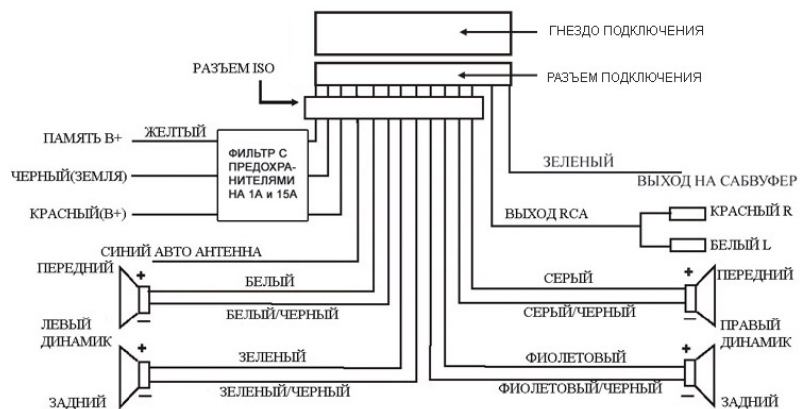 ГНЕЗДО ПОДКЛЮЧЕНИЯ
РАЗЪЕМ ISO
РАЗЪЕМ ПОДКЛЮЧЕНИЯ
ПАМЯТЬ В+
ЖЕЛТЫЙ
ФИЛЬТР С
ПРЕДОХРА-
НИТЕЛЯМИ
НА 1А и 15А
ЧЕРНЫЙ(ЗЕМЛЯ)
КРАСНЫЙ(В+)
ЗЕЛЕНЫЙ
ВЫХОД НА САБВУФЕР
ВЫХОД RCA
КРАСНЫЙ R
БЕЛЫЙ L
СИНИЙ АВТО АНТЕННА
ПЕРЕДНИЙ
+
БЕЛЫЙ
БЕЛЫЙ/ЧЕРНЫЙ
–
ЛЕВЫЙ
ДИНАМИК
+
ЗЕЛЕНЫЙ
ЗЕЛЕНЫЙ/ЧЕРНЫЙ
–
ЗАДНИЙ
СЕРЫЙ
СЕРЫЙ/ЧЕРНЫЙ
+
ПЕРЕДНИЙ
–
ПРАВЫЙ
ДИНАМИК
ФИОЛЕТОВЫЙ
ФИОЛЕТОВЫЙ/ЧЕРНЫЙ
+
–
ЗАДНИЙ